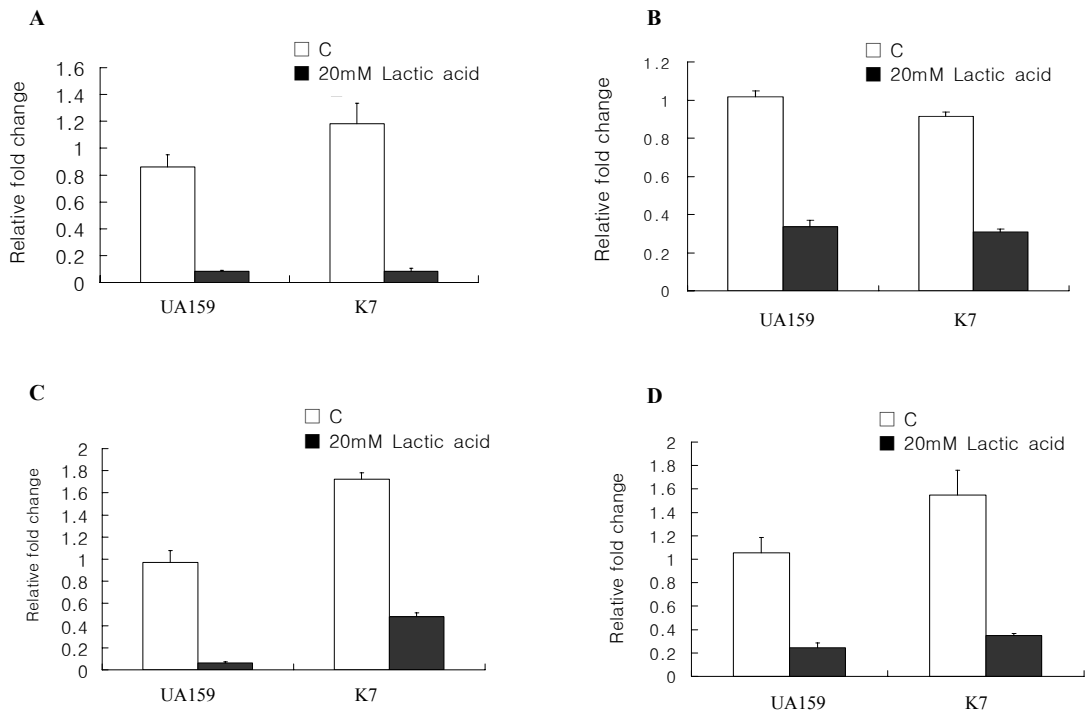 A
C
20mM Lactic acid
Relative fold change
1.6
1.4
1.2
1
0.8
0.6
0.4
0.2
0
UA159 K7
B
C
20mM Lactic acid
Relative fold change
1.2
1
0.8
0.6
0.4
0.2
0
UA159 K7
C
C
20mM Lactic acid
Relative fold change
2
1.8
1.6
1.4
1.2
1
0.8
0.6
0.4
0.2
0
UA159 K7
D
C
20mM Lactic acid
Relative fold change
2
1.8
1.6
1.4
1.2
1
0.8
0.6
0.4
0.2
0
UA159 K7